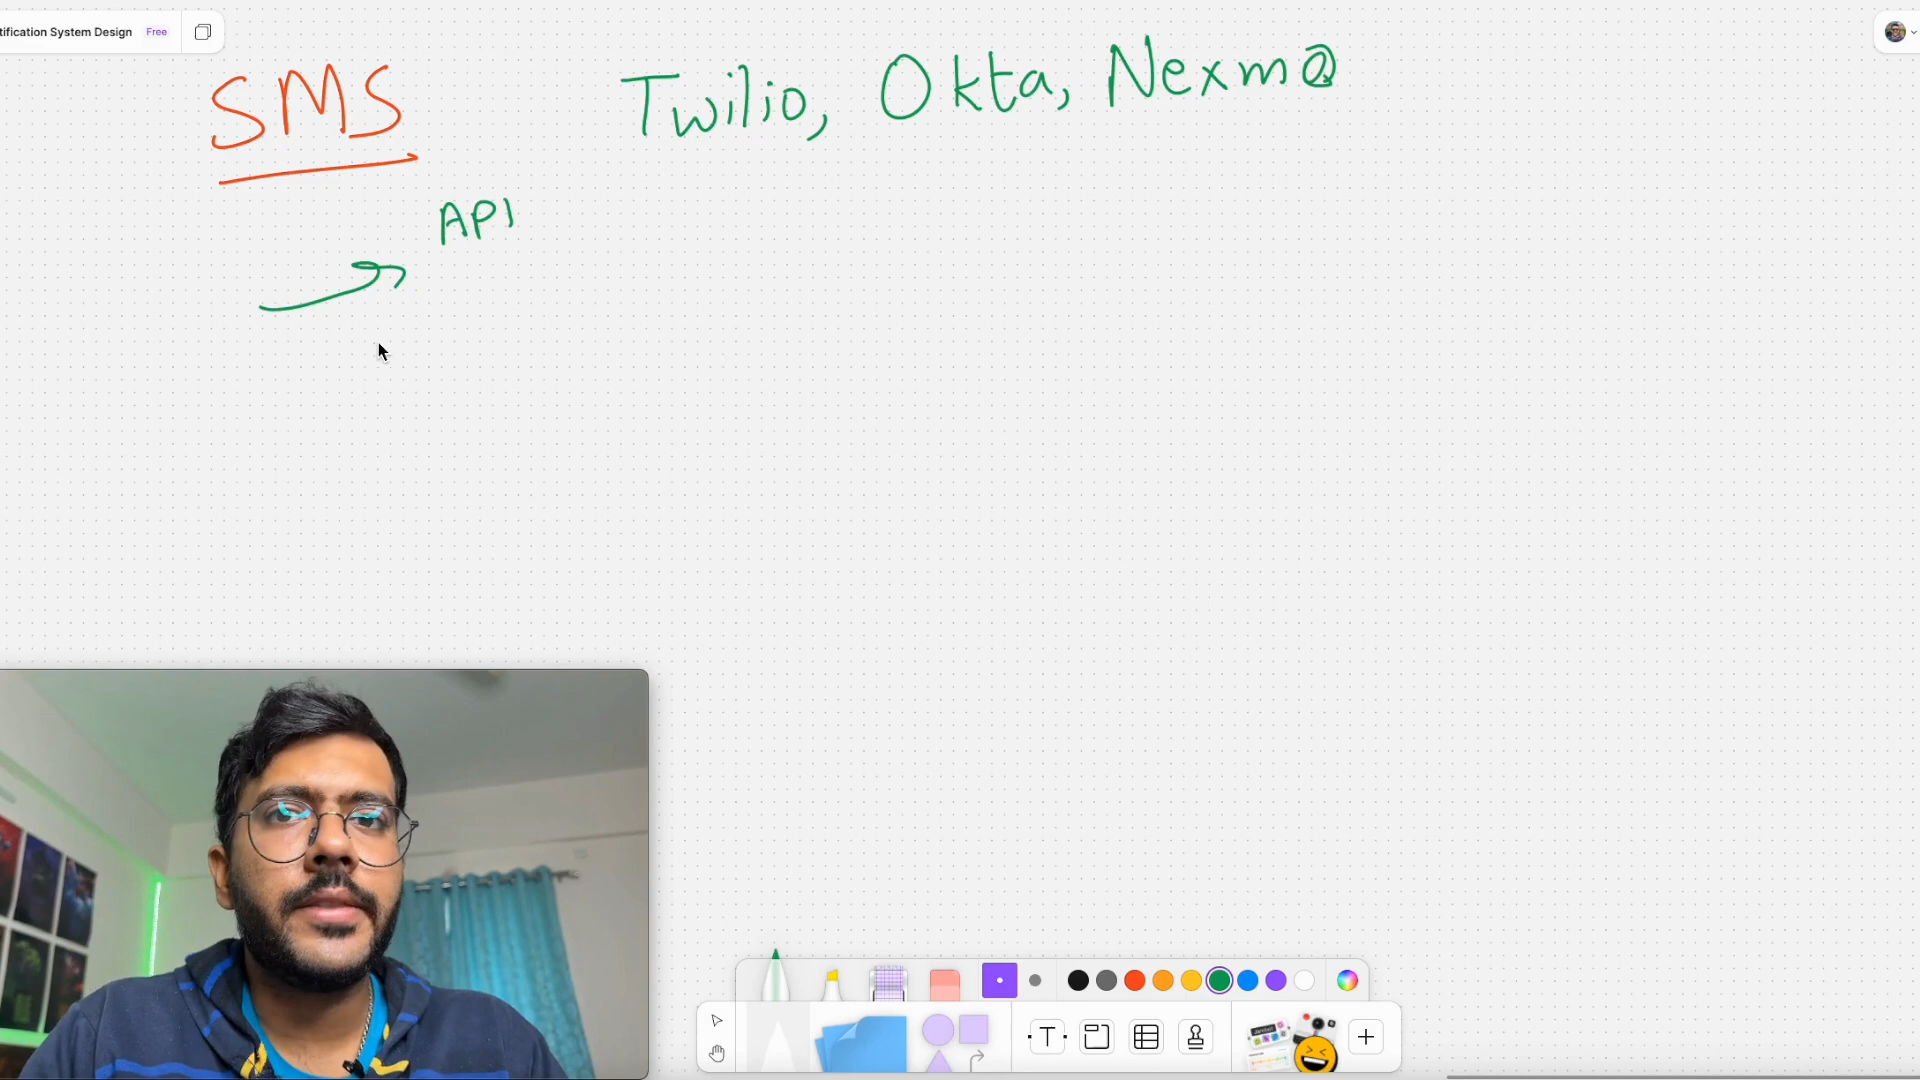 tification System Design Free
SMS
Twilio, Okta, Nexmo
API
T